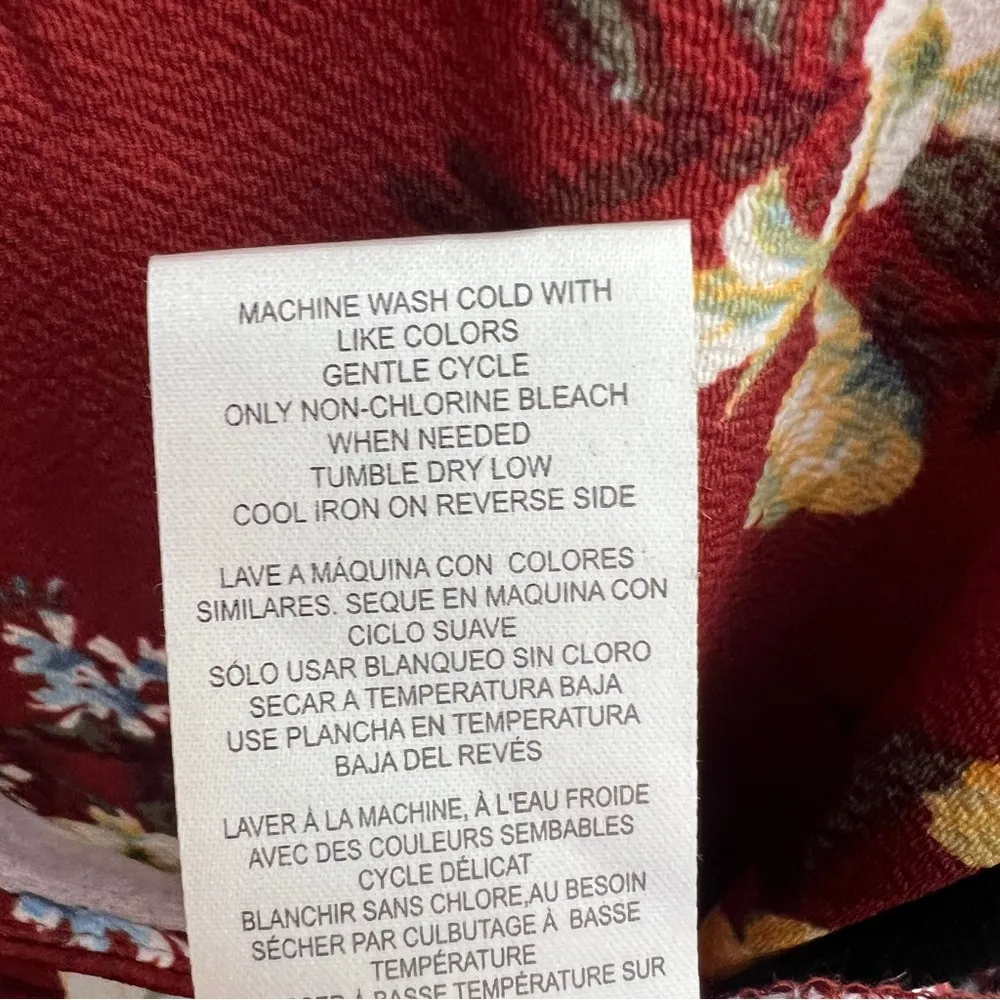 MACHINE WASH COLD WITH
LIKE COLORS
GENTLE CYCLE
ONLY NON-CHLORINE BLEACH
WHEN NEEDED
TUMBLE DRY LOW
COOL IRON ON REVERSE SIDE
LAVE A MÁQUINA CON COLORES
SIMILARES. SEQUE EN MAQUINA CON
CICLO SUAVE
SÓLO USAR BLANQUEO SIN CLORO
SECAR A TEMPERATURA BAJA
USE PLANCHA EN TEMPERATURA
BAJA DEL REVÉS
LAVER À LA MACHINE, À L'EAU FROIDE
AVEC DES COULEURS SEMBABLES
CYCLE DÉLICAT
BLANCHIR SANS CHLORE,AU BESOIN
SÉCHER PAR CULBUTAGE À BASSE
TEMPÉRATURE
À BASSE TEMPÉRATURE SUR